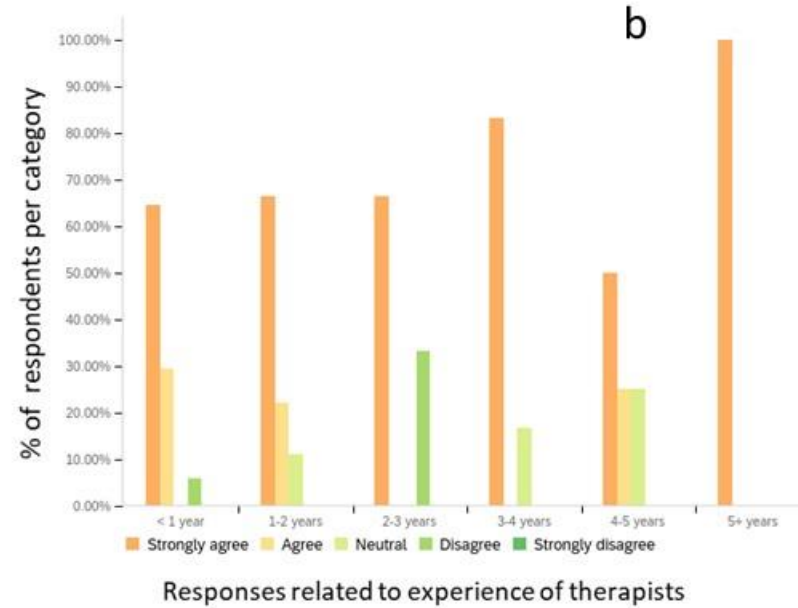 b
% of respondents per category
100.00%
90.00%
80.00%
70.00%
60.00%
50.00%
40.00%
30.00%
20.00%
10.00%
0.00%
< 1 year 1-2 years 2-3 years 3-4 years 4-5 years 5+ years
Strongly agree Agree Neutral Disagree Strongly disagree
Responses related to experience of therapists